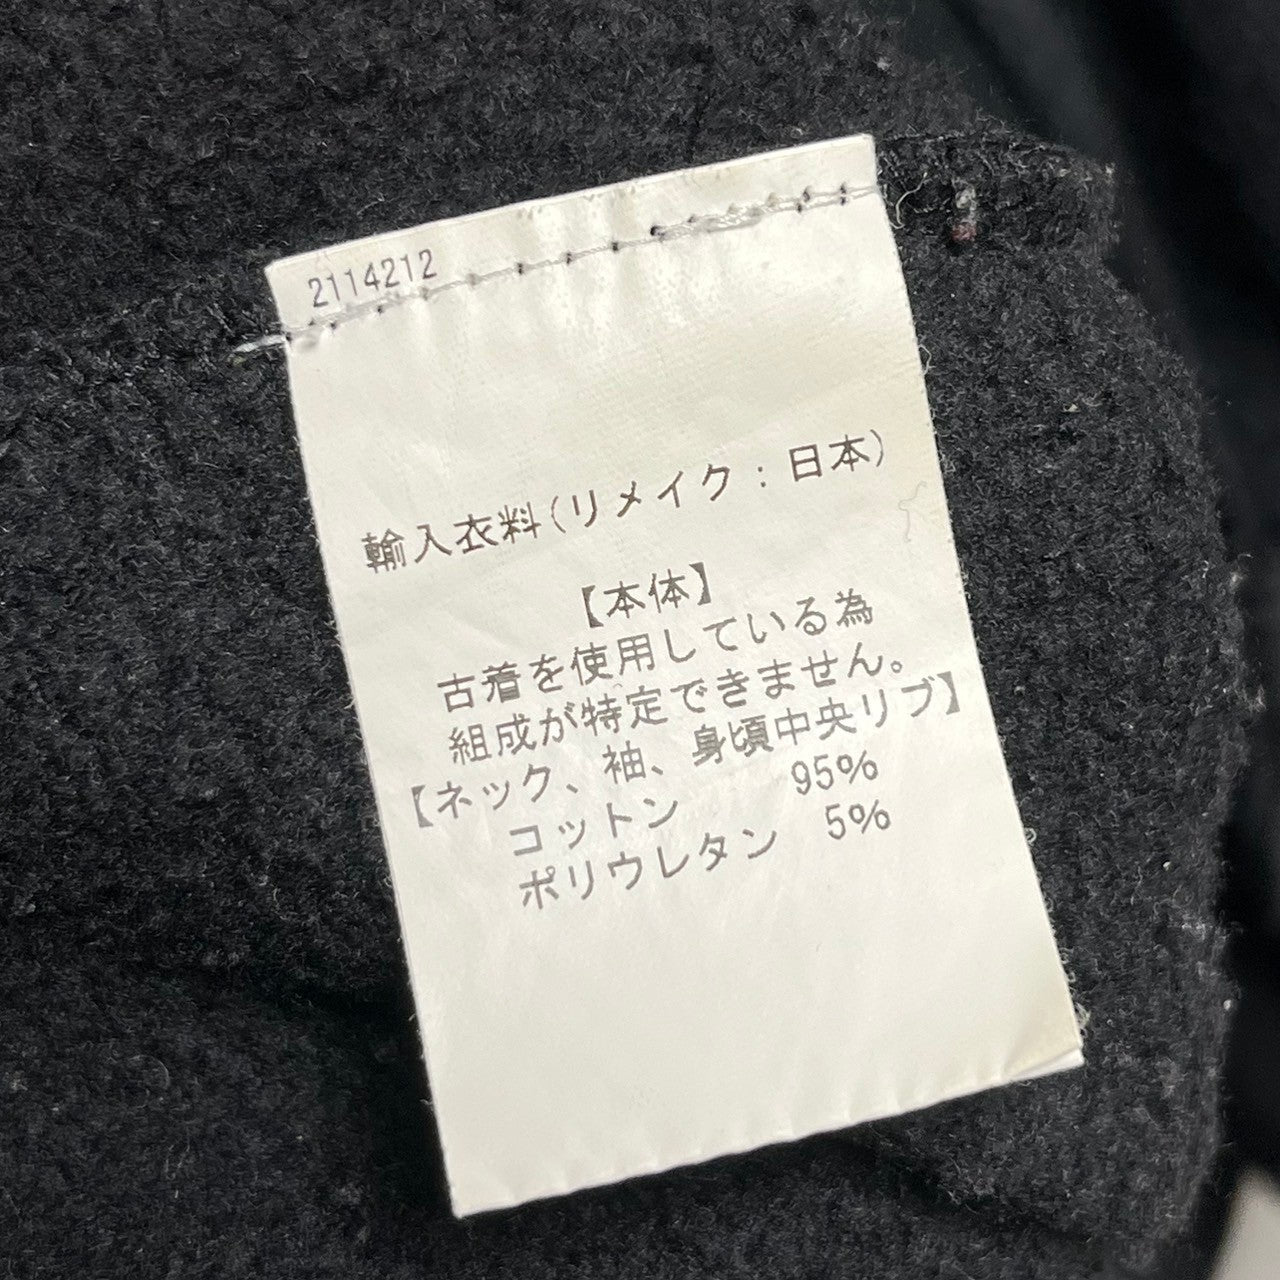 2114212
輸入衣料(リメイク:日本)
【本体】
古着を使用している為
組成が特定できません。
【ネック、袖、身頃中央リブ】
コットン 95%
ポリウレタン 5%